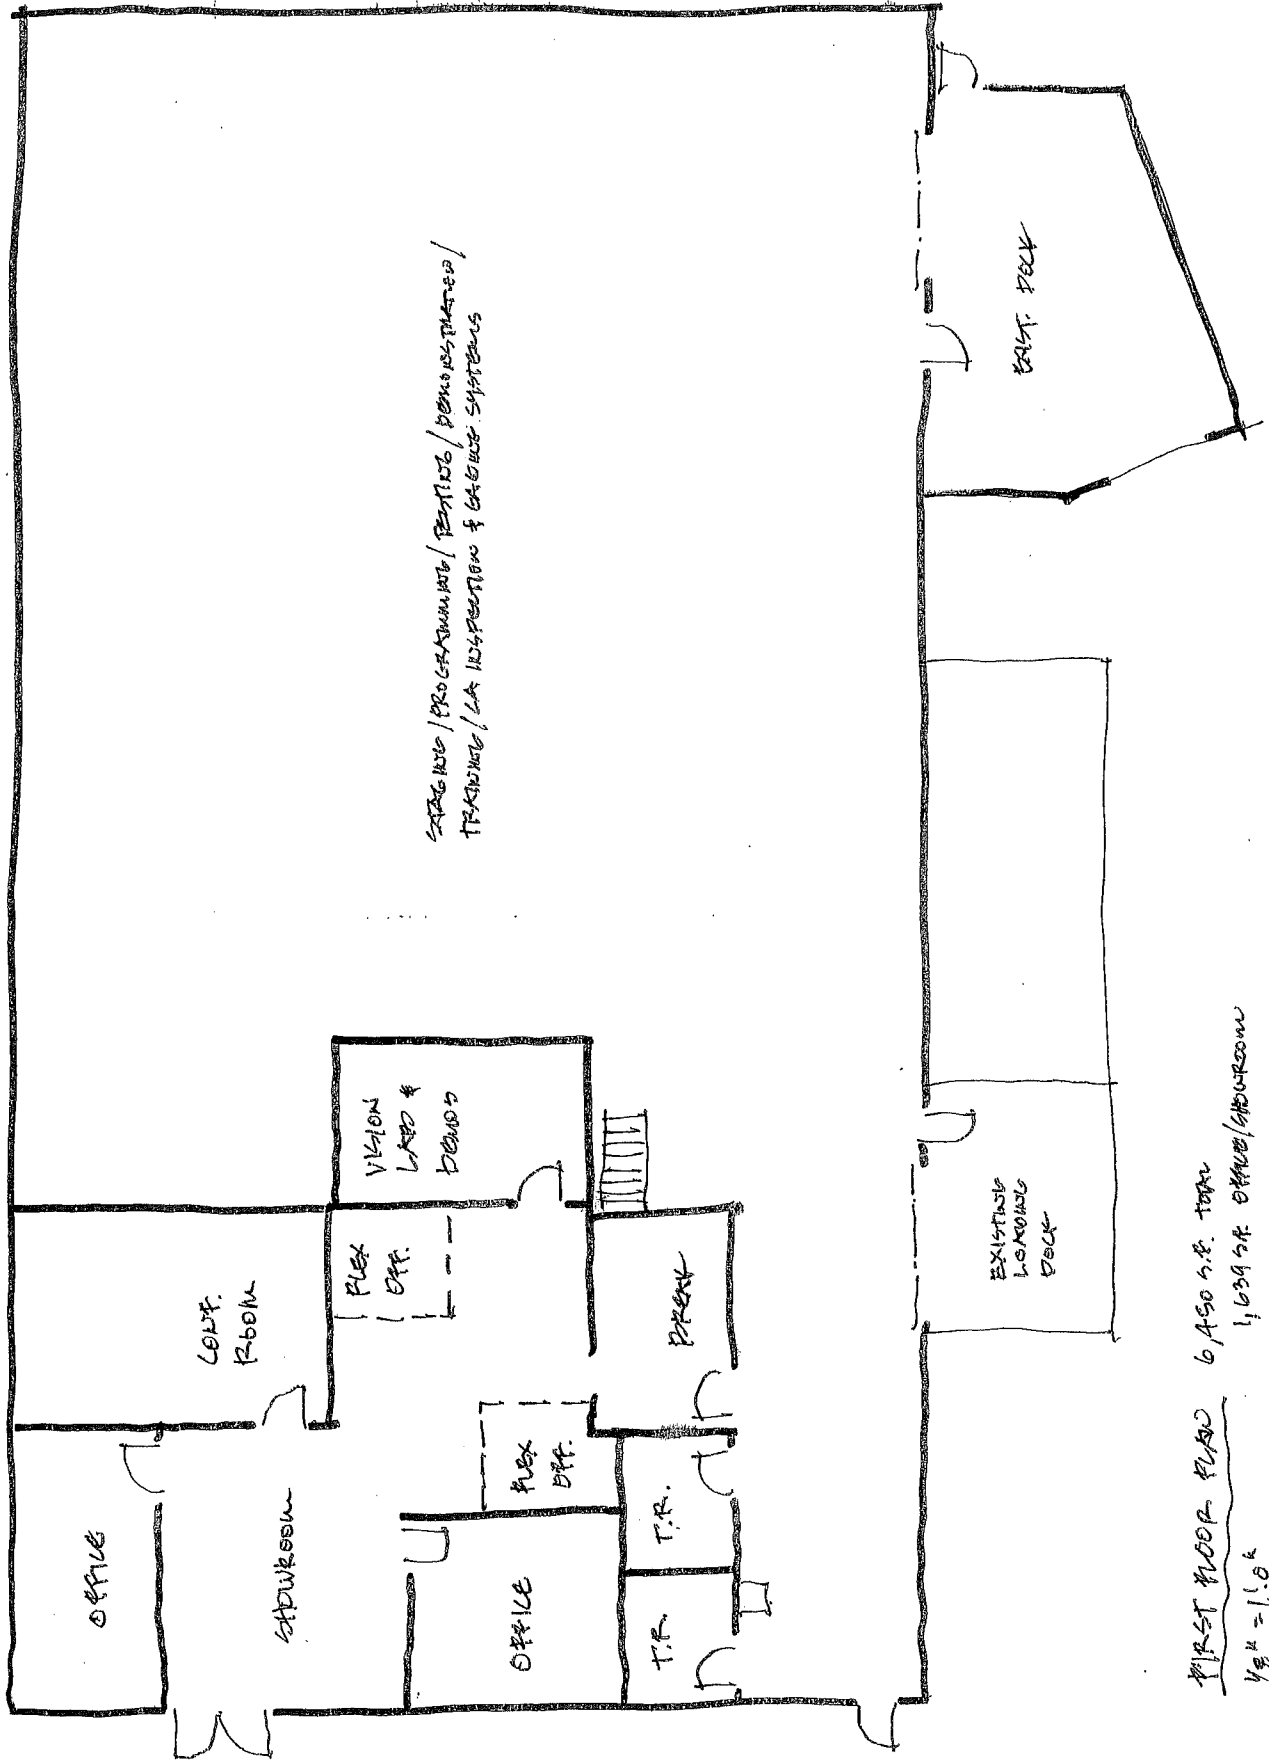 STAGING/PROGRAMMING/TESTING/DEMONSTRATION/
TRAINING/CA INSPECTION & GAGING SYSTEMS
VISION
LAB &
DEMOS
CONF.
ROOM
FLEX
OFF.
OFFICE
SHOWROOM
FLEX
OFF.
BREAK
OFFICE
T.R.
T.R.
EXIST. DOCK
EXISTING
LOADING
DOCK
FIRST FLOOR PLAN 6,450 S.F. TOTAL
1/8" = 1'.0" 1,639 S.F. OFFICE/SHOWROOM